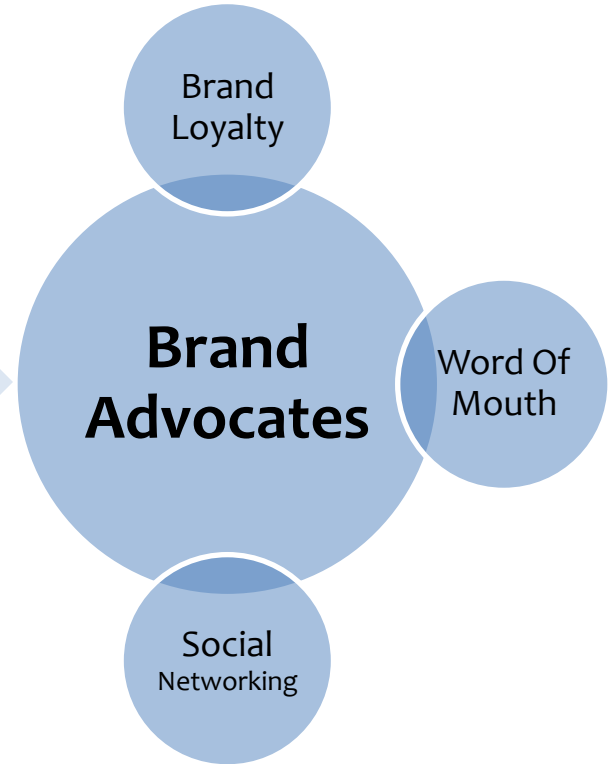 Brand
Loyalty
Brand
Advocates
Word Of
Mouth
Social
Networking